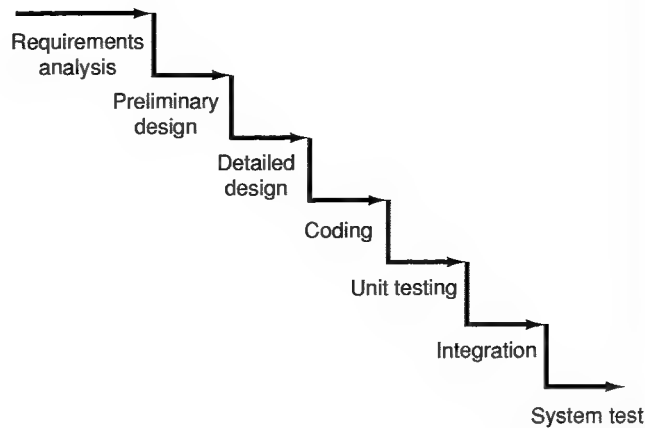 Requirements
analysis
Preliminary
design
Detailed
design
Coding
Unit testing
Integration
System test